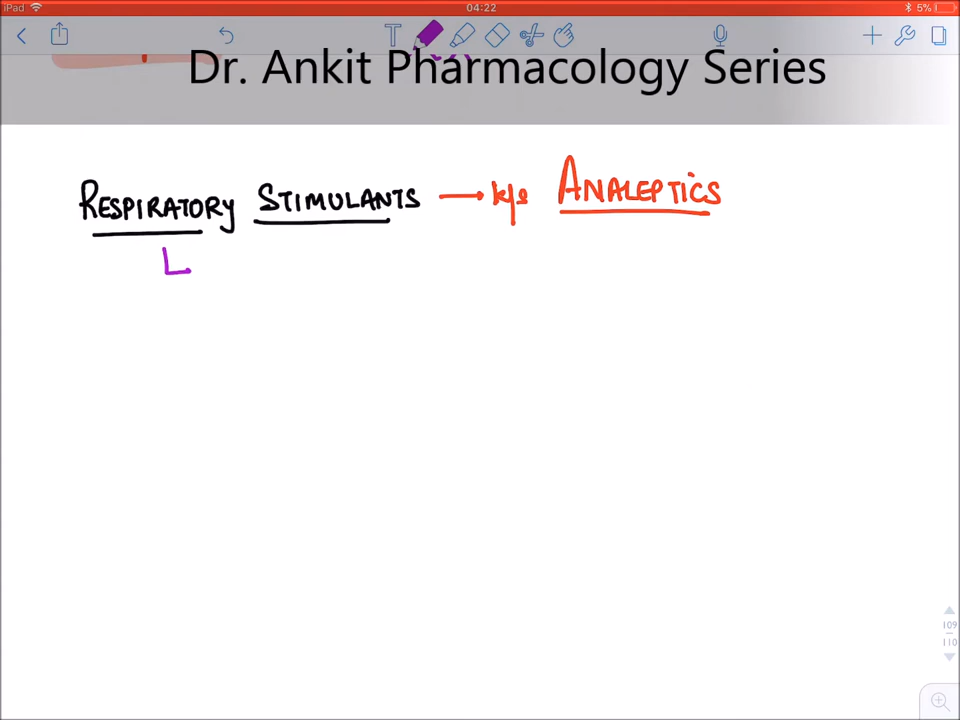 iPad 04:22 5%
Dr. Ankit Pharmacology Series
RESPIRATORY STIMULANTS → k/s ANALEPTICS
L
109
110